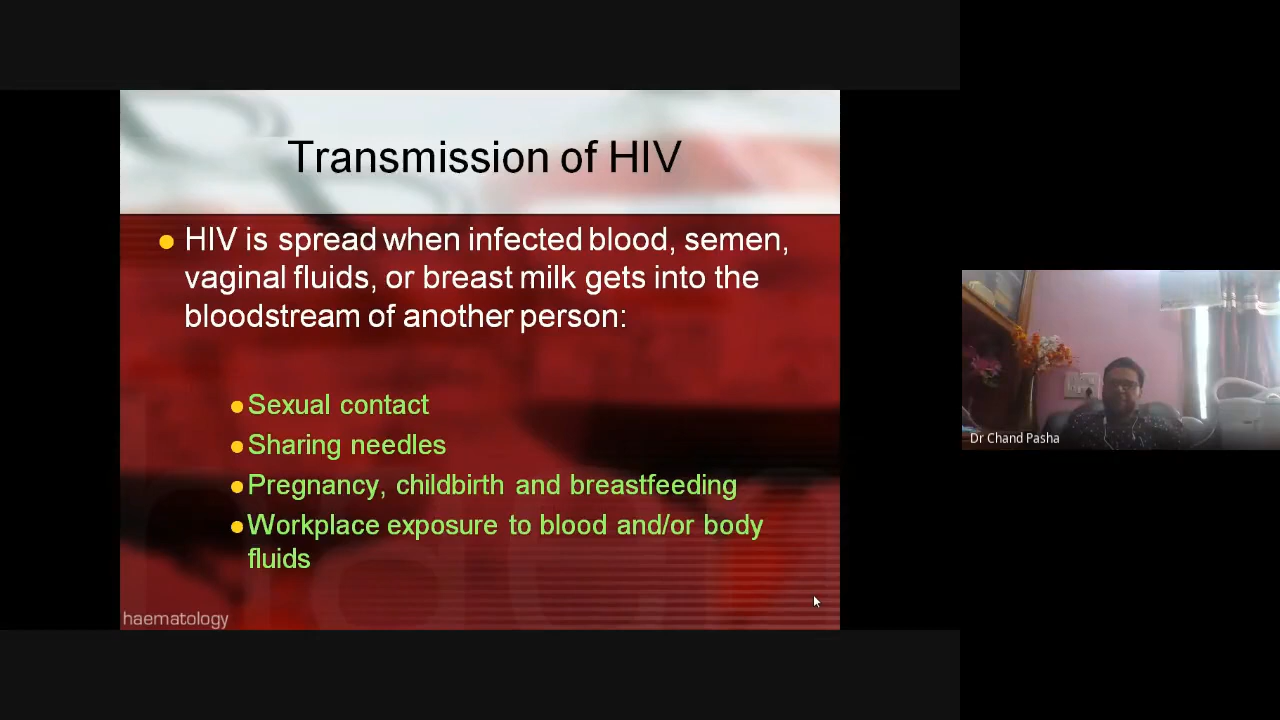 Transmission of HIV
HIV is spread when infected blood, semen,
vaginal fluids, or breast milk gets into the
bloodstream of another person:
Sexual contact
Sharing needles
Pregnancy, childbirth and breastfeeding
Workplace exposure to blood and/or body
fluids
haematology
Dr Chand Pasha